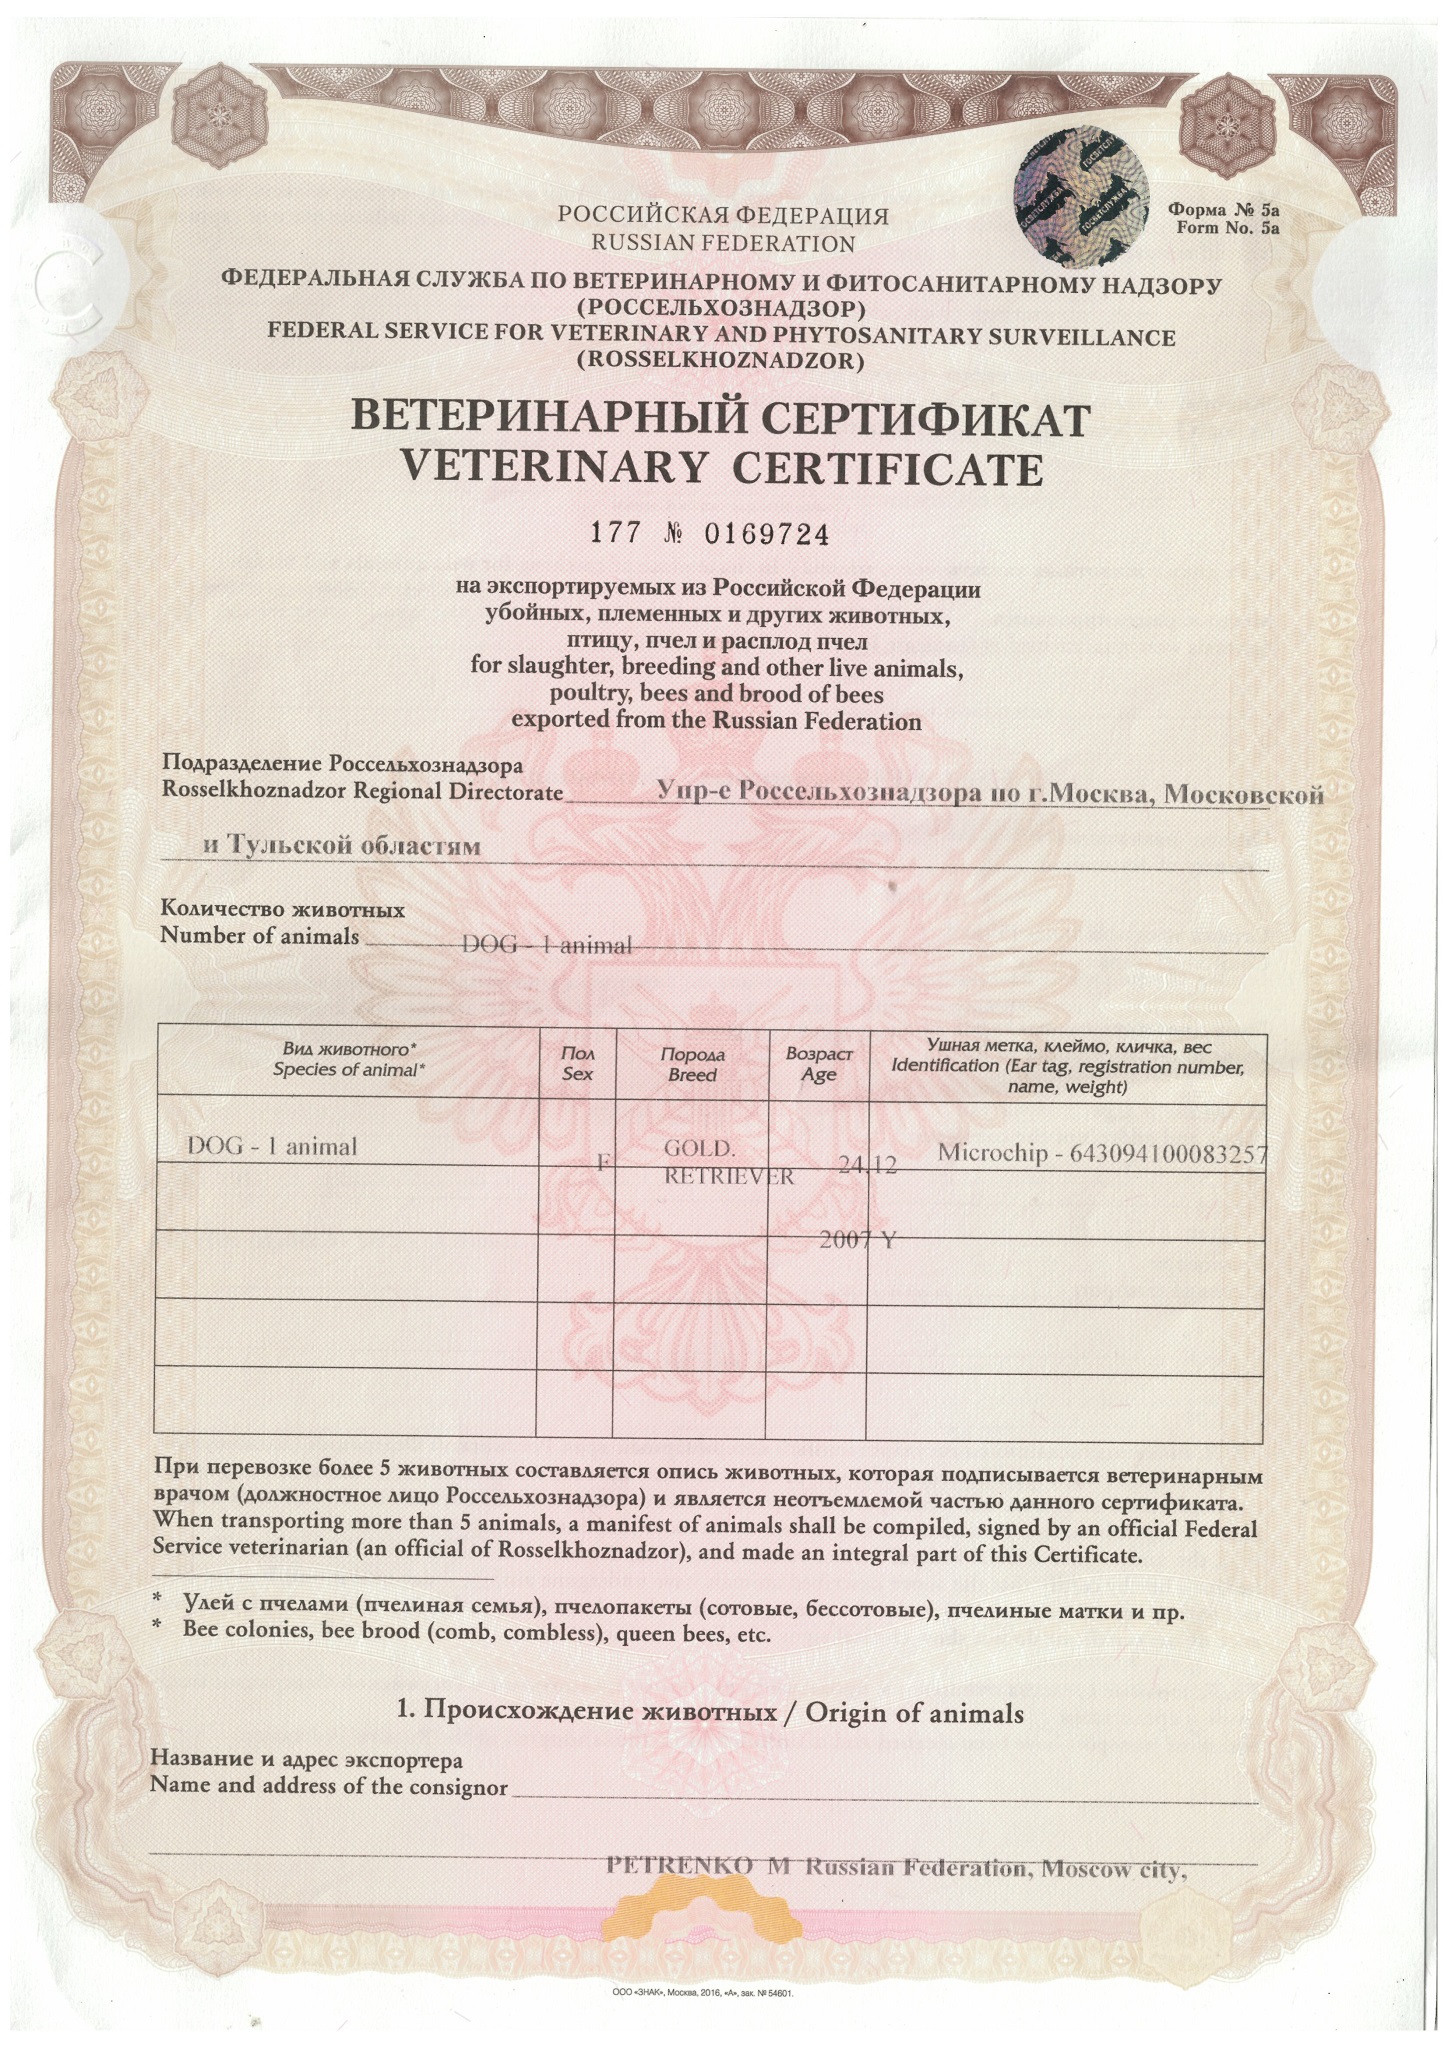 Форма № 5а
Form No. 5a
РОССИЙСКАЯ ФЕДЕРАЦИЯ
RUSSIAN FEDERATION
ФЕДЕРАЛЬНАЯ СЛУЖБА ПО ВЕТЕРИНАРНОМУ И ФИТОСАНИТАРНОМУ НАДЗОРУ
(РОССЕЛЬХОЗНАДЗОР)
FEDERAL SERVICE FOR VETERINARY AND PHYTOSANITARY SURVEILLANCE
(ROSSELKHOZNADZOR)
ВЕТЕРИНАРНЫЙ СЕРТИФИКАТ
VETERINARY CERTIFICATE
177 № 0169724
на экспортируемых из Российской Федерации
убойных, племенных и других животных,
птицу, пчел и расплод пчел
for slaughter, breeding and other live animals,
poultry, bees and brood of bees
exported from the Russian Federation
Подразделение Россельхознадзора
Rosselkhoznadzor Regional Directorate Упр-е Россельхознадзора по г.Москва, Московской
и Тульской областям
Количество животных
Number of animals DOG - 1 animal
Вид животного* Пол Порода Возраст Ушная метка, клеймо, кличка, вес
Species of animal* Sex Breed Age Identification (Ear tag, registration number,
name, weight)
DOG - 1 animal F GOLD. 24.12 Microchip - 643094100083257
RETRIEVER
2007 Y
При перевозке более 5 животных составляется опись животных, которая подписывается ветеринарным
врачом (должностное лицо Россельхознадзора) и является неотъемлемой частью данного сертификата.
When transporting more than 5 animals, a manifest of animals shall be compiled, signed by an official Federal
Service veterinarian (an official of Rosselkhoznadzor), and made an integral part of this Certificate.
* Улей с пчелами (пчелиная семья), пчелопакеты (сотовые, бессотовые), пчелиные матки и пр.
* Bee colonies, bee brood (comb, combless), queen bees, etc.
1. Происхождение животных / Origin of animals
Название и адрес экспортера
Name and address of the consignor
PETRENKO M Russian Federation, Moscow city,
ООО «ЗНАК», Москва, 2016, «А», зак. № 54601.